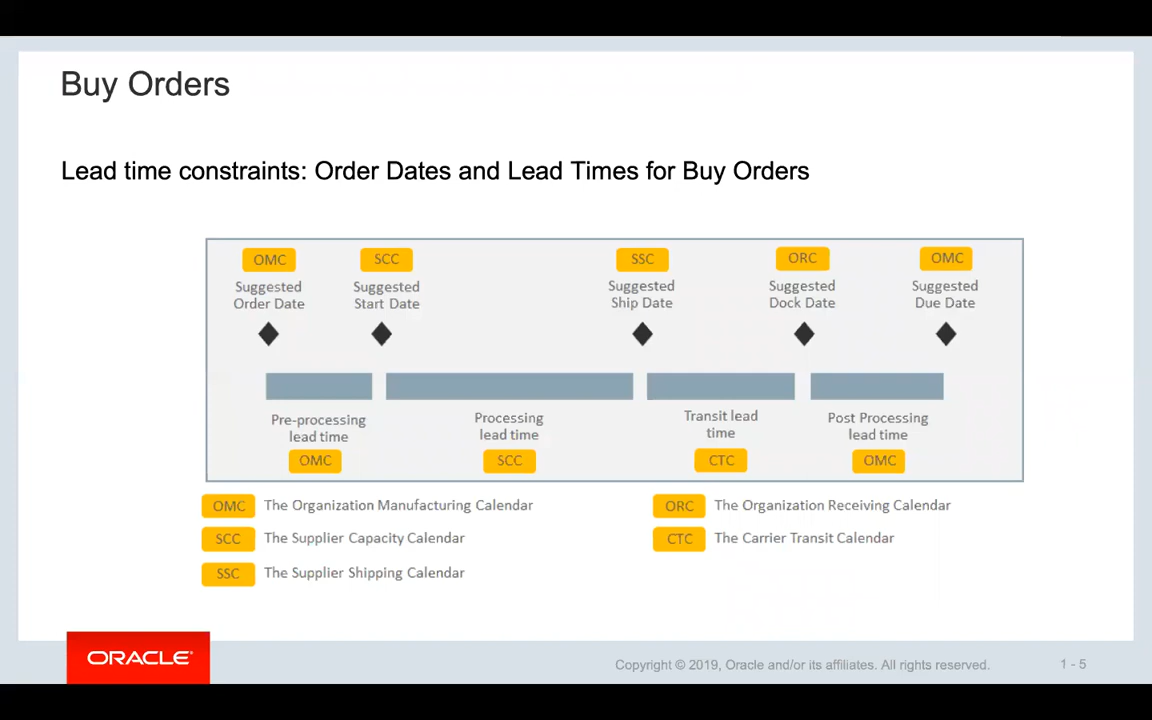 Buy Orders
Lead time constraints: Order Dates and Lead Times for Buy Orders
OMC SCC SSC ORC OMC
Suggested Suggested Suggested Suggested Suggested
Order Date Start Date Ship Date Dock Date Due Date
Pre-processing Processing Transit lead Post Processing
lead time lead time time lead time
OMC SCC CTC OMC
OMC The Organization Manufacturing Calendar
SCC The Supplier Capacity Calendar
SSC The Supplier Shipping Calendar
ORC The Organization Receiving Calendar
CTC The Carrier Transit Calendar
ORACLE®
Copyright © 2019, Oracle and/or its affiliates. All rights reserved.
1 - 5